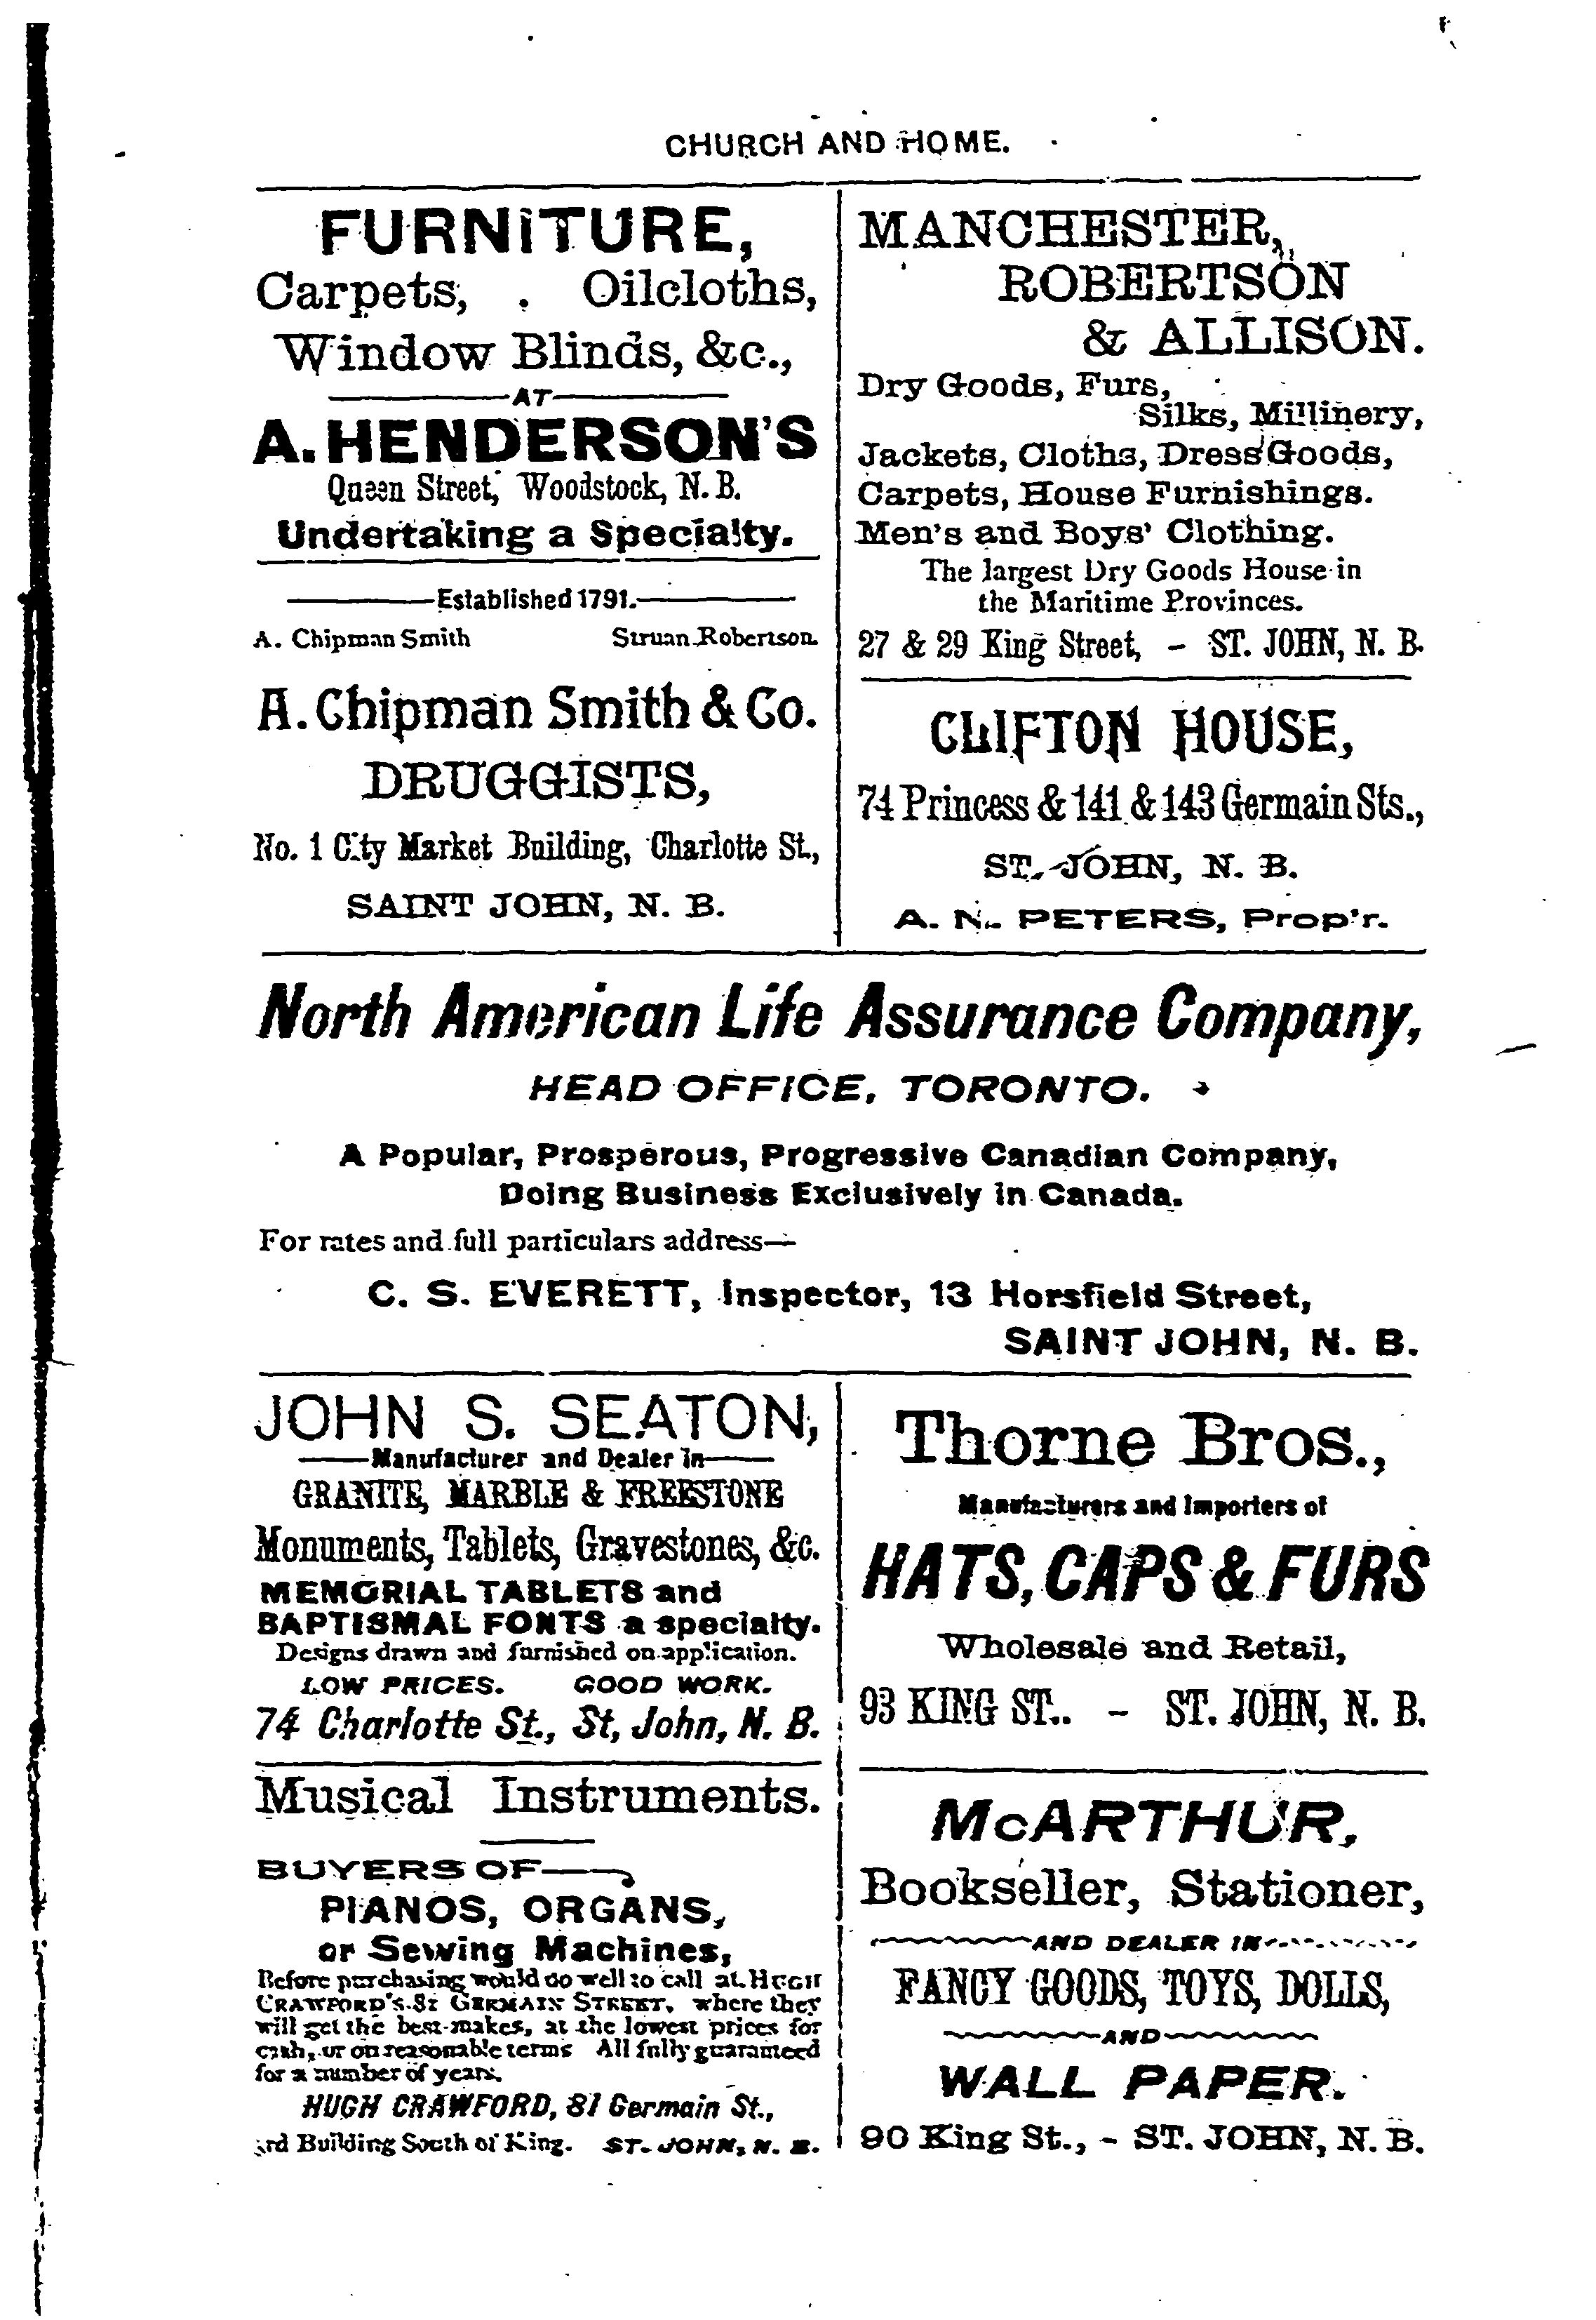 CHURCH AND HOME.
FURNITURE,
Carpets, Oilcloths,
Window Blinds, &c.,
AT
A. HENDERSON'S
Queen Street, Woodstock, N. B.
Undertaking a Specialty.
Established 1791.
A. Chipman Smith Struan Robertson.
A. Chipman Smith & Co.
DRUGGISTS,
No. 1 City Market Building, Charlotte St.,
SAINT JOHN, N. B.
MANCHESTER,
ROBERTSON
& ALLISON.
Dry Goods, Furs,
Silks, Millinery,
Jackets, Cloths, Dress Goods,
Carpets, House Furnishings.
Men's and Boys' Clothing.
The largest Dry Goods House in
the Maritime Provinces.
27 & 29 King Street, - ST. JOHN, N. B.
CLIFTON HOUSE,
74 Princess & 141 & 143 Germain Sts.,
ST. JOHN, N. B.
A. N. PETERS, Prop'r.
North American Life Assurance Company,
HEAD OFFICE, TORONTO.
A Popular, Prosperous, Progressive Canadian Company,
Doing Business Exclusively in Canada.
For rates and full particulars address—
C. S. EVERETT, Inspector, 13 Horsfield Street,
SAINT JOHN, N. B.
JOHN S. SEATON,
Manufacturer and Dealer in
GRANITE, MARBLE & FREESTONE
Monuments, Tablets, Gravestones, &c.
MEMORIAL TABLETS and
BAPTISMAL FONTS a specialty.
Designs drawn and furnished on application.
LOW PRICES. GOOD WORK.
74 Charlotte St., St, John, N. B.
Musical Instruments.
BUYERS OF
PIANOS, ORGANS,
or Sewing Machines,
Before purchasing would do well to call at HUGH
CRAWFORD'S 81 GERMAIN STREET, where they
will get the best makes, at the lowest prices for
cash, or on reasonable terms All fully guaranteed
for a number of years.
HUGH CRAWFORD, 81 Germain St.,
3rd Building South of King. ST. JOHN, N. B.
Thorne Bros.,
Manufacturers and Importers of
HATS, CAPS & FURS
Wholesale and Retail,
93 KING ST.. - ST. JOHN, N. B.
McARTHUR,
Bookseller, Stationer,
AND DEALER IN
FANCY GOODS, TOYS, DOLLS,
AND
WALL PAPER.
90 King St., - ST. JOHN, N. B.